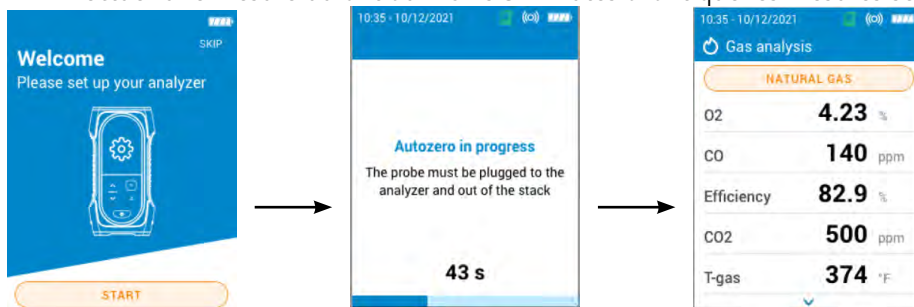 SKIP
Welcome
Please set up your analyzer
START
10:35 - 10/12/2021
Autozero in progress
The probe must be plugged to the
analyzer and out of the stack
43 s
10:35 - 10/12/2021
Gas analysis
NATURAL GAS
O2 4.23 %
CO 140 ppm
Efficiency 82.9 %
CO2 500 ppm
T-gas 374 °F